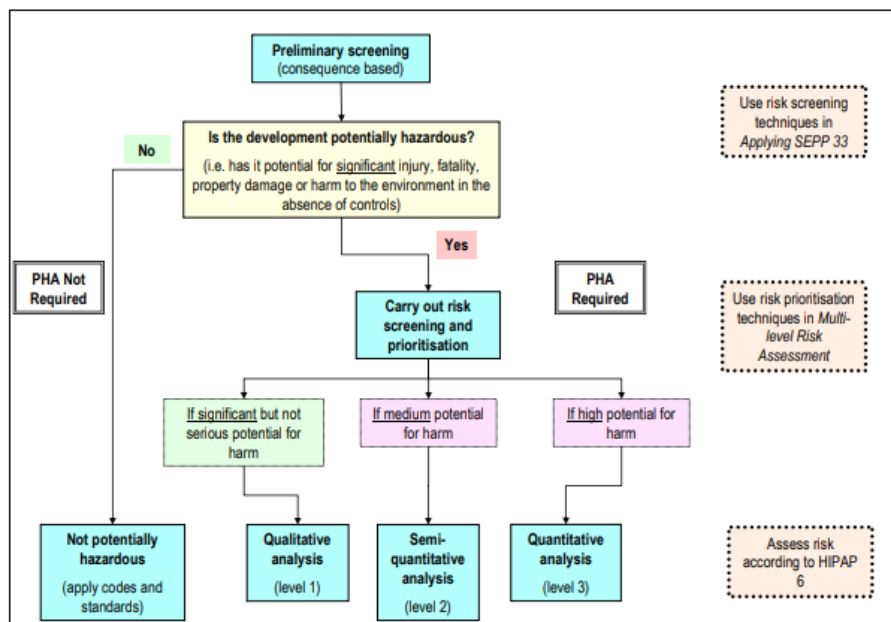 Preliminary screening
(consequence based)
Use risk screening
techniques in
Applying SEPP 33
Is the development potentially hazardous?
(i.e. has it potential for significant injury, fatality,
property damage or harm to the environment in the
absence of controls)
No
Yes
PHA Not
Required
PHA
Required
Carry out risk
screening and
prioritisation
Use risk prioritisation
techniques in Multi-
level Risk
Assessment
If significant but not
serious potential for
harm
If medium potential
for harm
If high potential for
harm
Not potentially
hazardous
(apply codes and
standards)
Qualitative
analysis
(level 1)
Semi-
quantitative
analysis
(level 2)
Quantitative
analysis
(level 3)
Assess risk
according to HIPAP
6